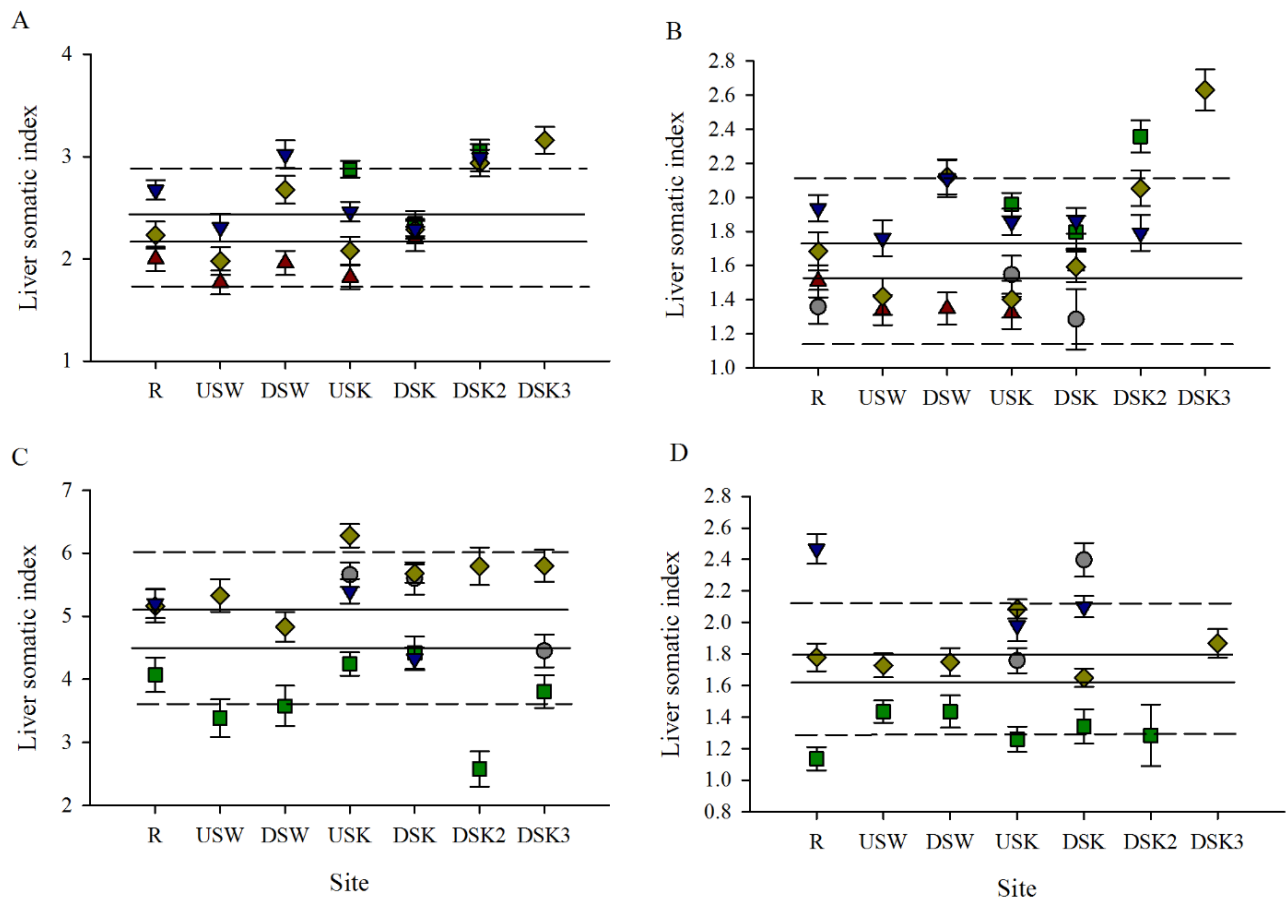 A
Liver somatic index
4
3
2
1
R USW DSW USK DSK DSK2 DSK3
B
Liver somatic index
2.8
2.6
2.4
2.2
2.0
1.8
1.6
1.4
1.2
1.0
R USW DSW USK DSK DSK2 DSK3
C
Liver somatic index
7
6
5
4
3
2
R USW DSW USK DSK DSK2 DSK3
Site
D
Liver somatic index
2.8
2.6
2.4
2.2
2.0
1.8
1.6
1.4
1.2
1.0
0.8
R USW DSW USK DSK DSK2 DSK3
Site